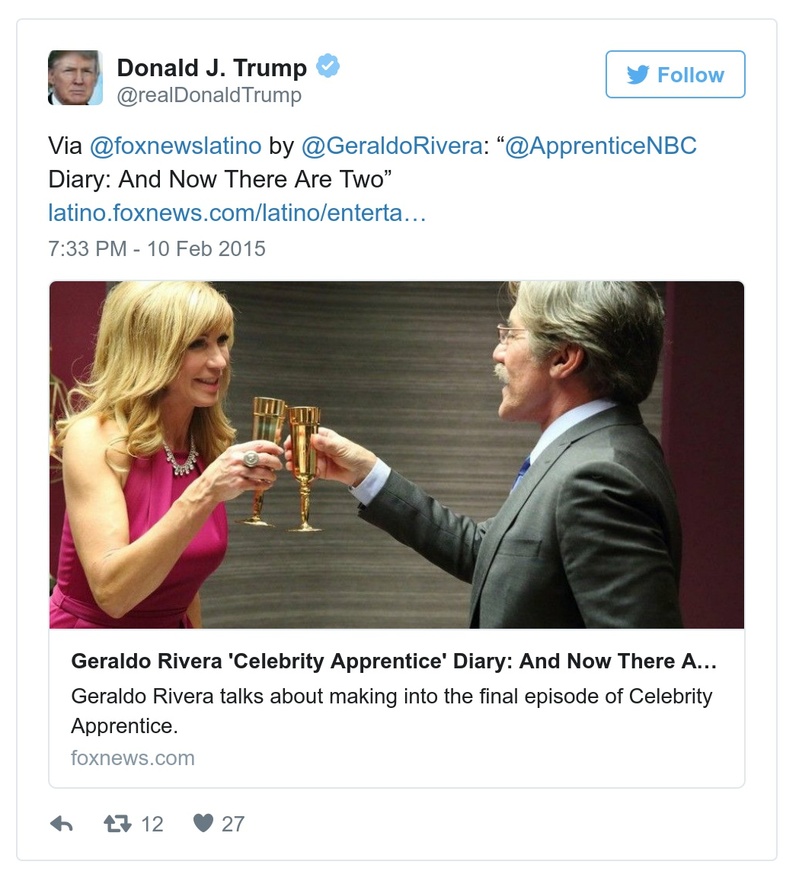 Donald J. Trump
@realDonaldTrump
Follow
Via @foxnewslatino by @GeraldoRivera: “@ApprenticeNBC
Diary: And Now There Are Two”
latino.foxnews.com/latino/enterta…
7:33 PM - 10 Feb 2015
Geraldo Rivera 'Celebrity Apprentice' Diary: And Now There A…
Geraldo Rivera talks about making into the final episode of Celebrity
Apprentice.
foxnews.com
12
27